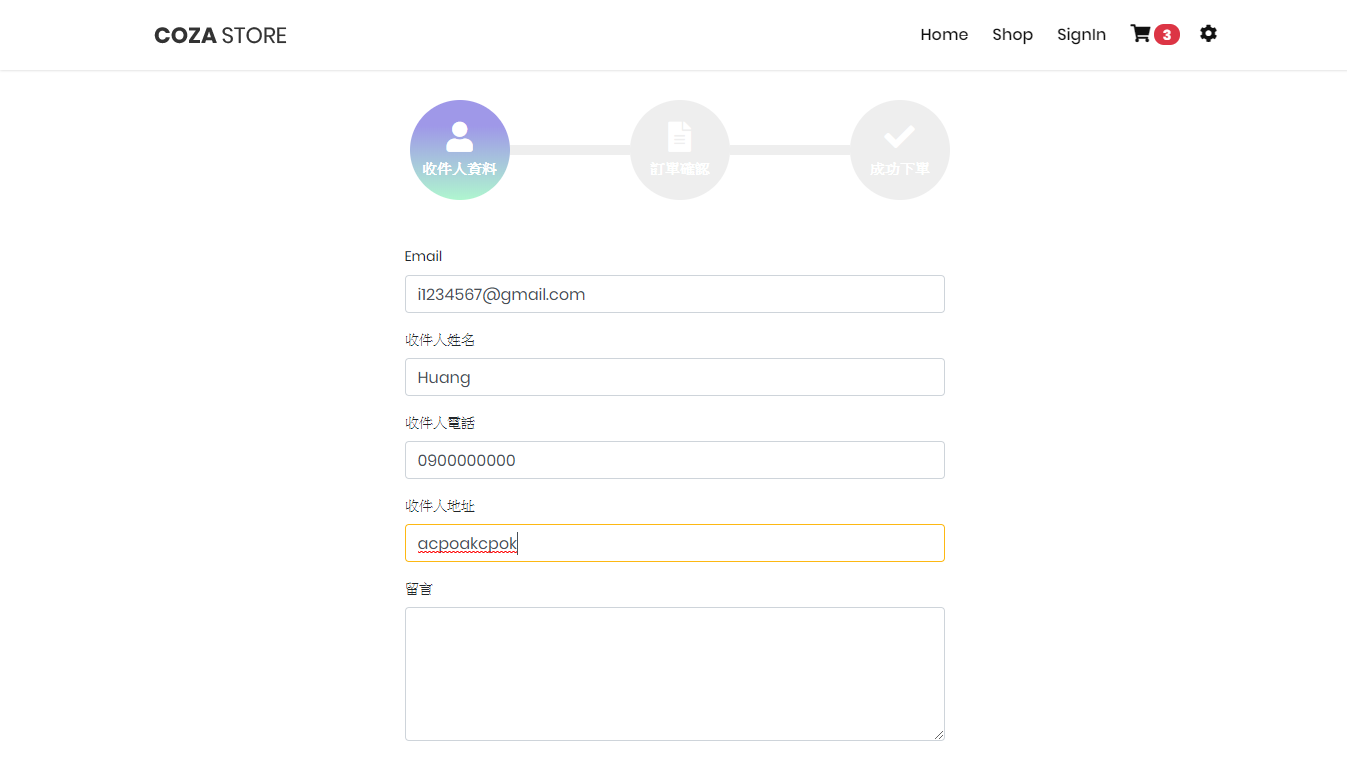 COZA STORE
Home Shop SignIn 3
收件人資料 訂單確認 成功下單
Email
i1234567@gmail.com
收件人姓名
Huang
收件人電話
0900000000
收件人地址
acpoakcpok
留言